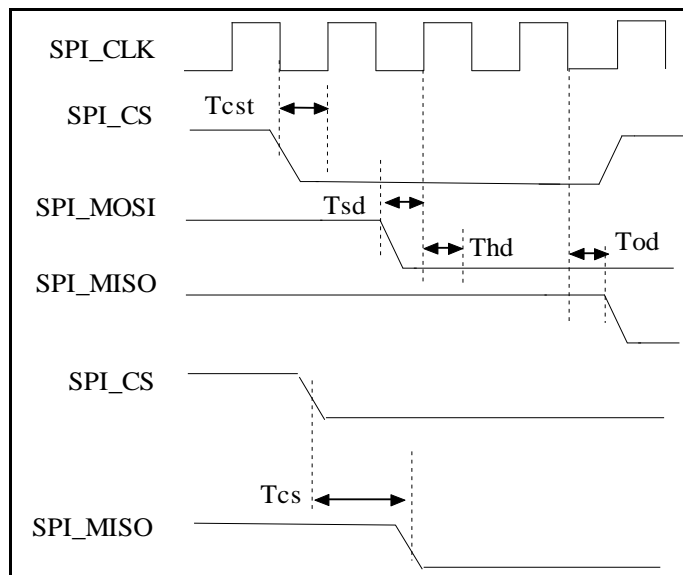 SPI_CLK
SPI_CS
Tcst
SPI_MOSI
Tsd
Thd
Tod
SPI_MISO
SPI_CS
Tcs
SPI_MISO